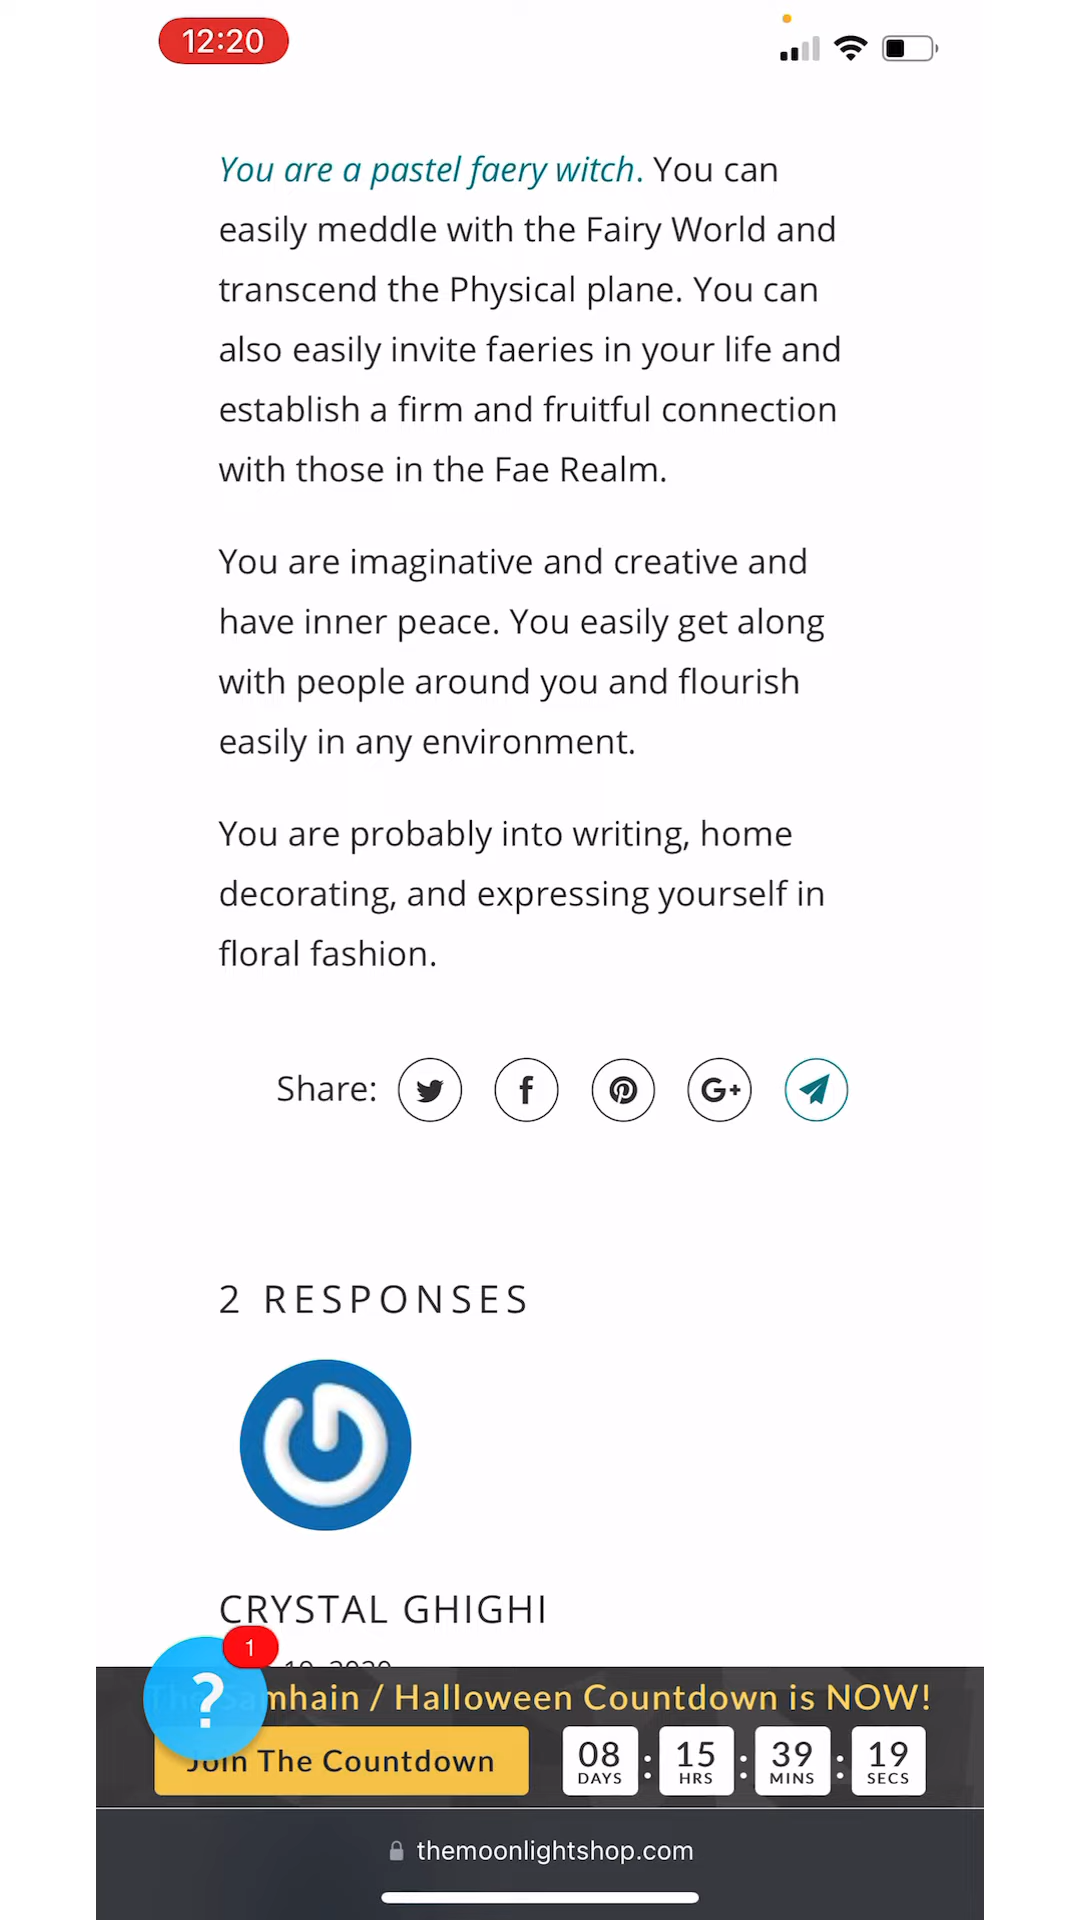 12:20
You are a pastel faery witch. You can
easily meddle with the Fairy World and
transcend the Physical plane. You can
also easily invite faeries in your life and
establish a firm and fruitful connection
with those in the Fae Realm.
You are imaginative and creative and
have inner peace. You easily get along
with people around you and flourish
easily in any environment.
You are probably into writing, home
decorating, and expressing yourself in
floral fashion.
Share: f G+
2 RESPONSES
CRYSTAL GHIGHI
1
?
The Samhain / Halloween Countdown is NOW!
Join The Countdown
08 : 15 : 39 : 19
DAYS HRS MINS SECS
themoonlightshop.com